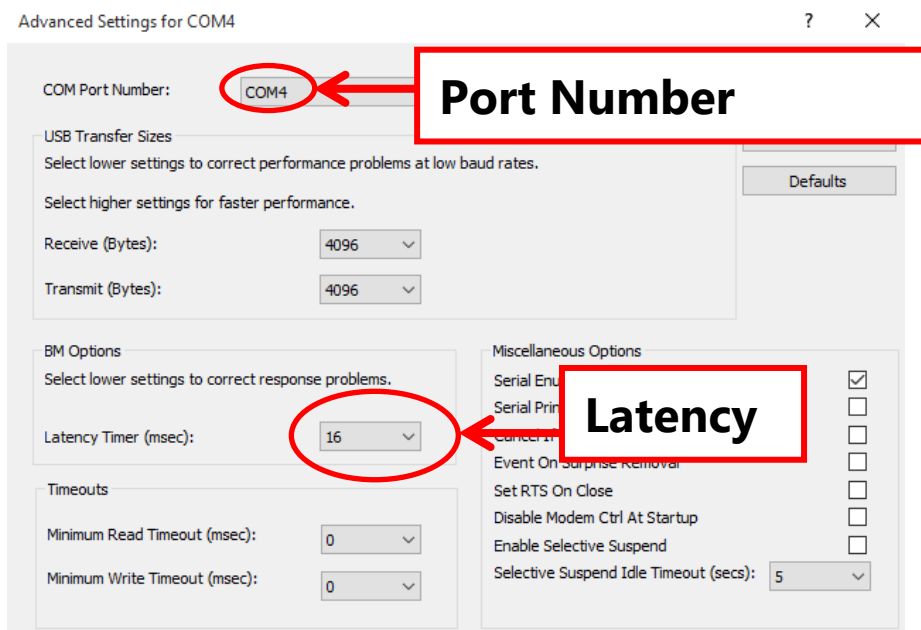 Advanced Settings for COM4
?
COM Port Number:
COM4
Port Number
USB Transfer Sizes
Select lower settings to correct performance problems at low baud rates.
Select higher settings for faster performance.
Defaults
Receive (Bytes):
4096
Transmit (Bytes):
4096
BM Options
Select lower settings to correct response problems.
Latency Timer (msec):
16
Timeouts
Minimum Read Timeout (msec):
0
Minimum Write Timeout (msec):
0
Miscellaneous Options
Serial
Serial
Latency
Event On Surprise Removal
Set RTS On Close
Disable Modem Ctrl At Startup
Enable Selective Suspend
Selective Suspend Idle Timeout (secs):
5